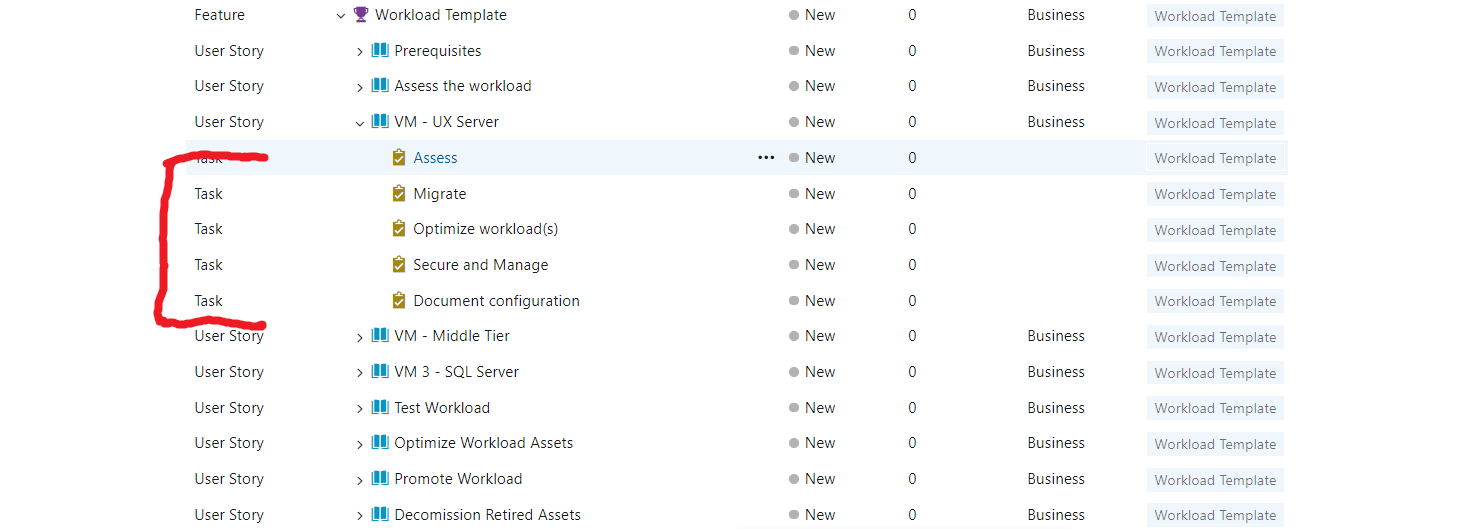 Feature Workload Template New 0 Business Workload Template
User Story Prerequisites New 0 Business Workload Template
User Story Assess the workload New 0 Business Workload Template
User Story VM - UX Server New 0 Business Workload Template
Task Assess ••• New 0 Workload Template
Task Migrate New 0 Workload Template
Task Optimize workload(s) New 0 Workload Template
Task Secure and Manage New 0 Workload Template
Task Document configuration New 0 Workload Template
User Story VM - Middle Tier New 0 Business Workload Template
User Story VM 3 - SQL Server New 0 Business Workload Template
User Story Test Workload New 0 Business Workload Template
User Story Optimize Workload Assets New 0 Business Workload Template
User Story Promote Workload New 0 Business Workload Template
User Story Decomission Retired Assets New 0 Business Workload Template